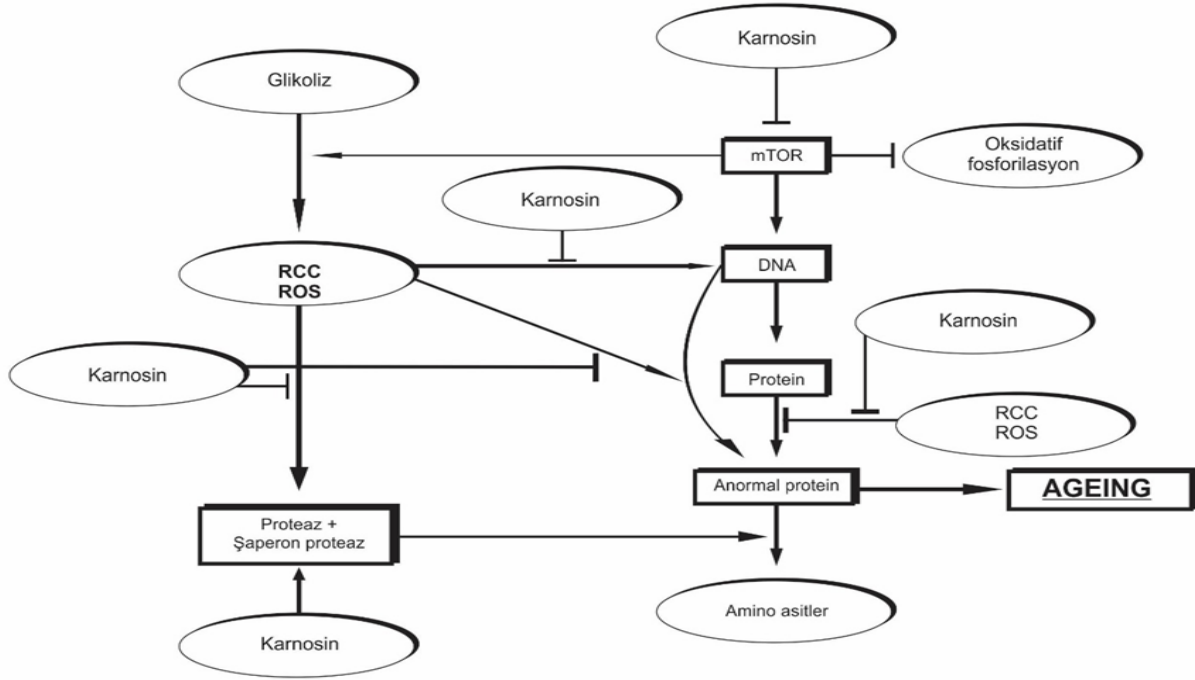 Karnosin
Glikoliz
mTOR
Oksidatif
fosforilasyon
Karnosin
RCC
ROS
DNA
Karnosin
Karnosin
Protein
RCC
ROS
Anormal protein
AGEING
Proteaz +
Şaperon proteaz
Amino asitler
Karnosin